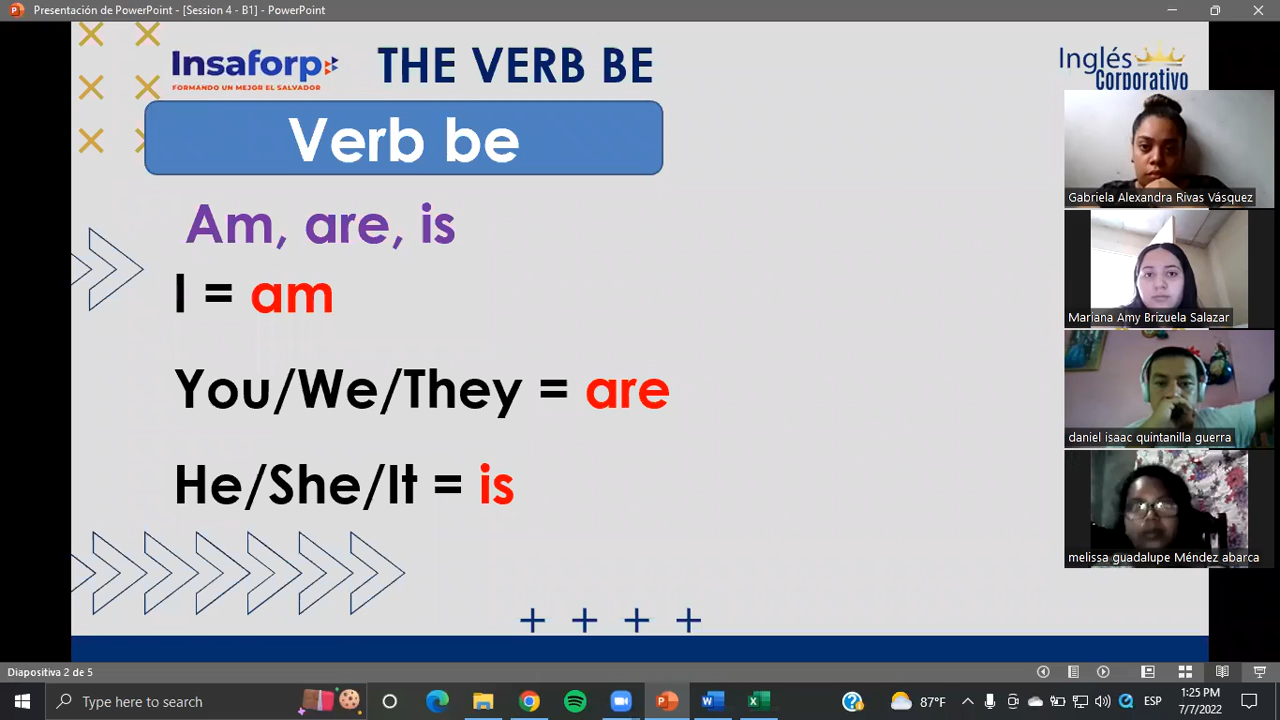 Presentación de PowerPoint - [Session 4 - B1] - PowerPoint
Insaforp
FORMANDO UN MEJOR EL SALVADOR
THE VERB BE
Inglés
Corporativo
Verb be
Am, are, is
I = am
You/We/They = are
He/She/It = is
Gabriela Alexandra Rivas Vásquez
Mariana Amy Brizuela Salazar
daniel isaac quintanilla guerra
melissa guadalupe Méndez abarca
Diapositiva 2 de 5
Type here to search
87°F
ESP
1:25 PM
7/7/2022